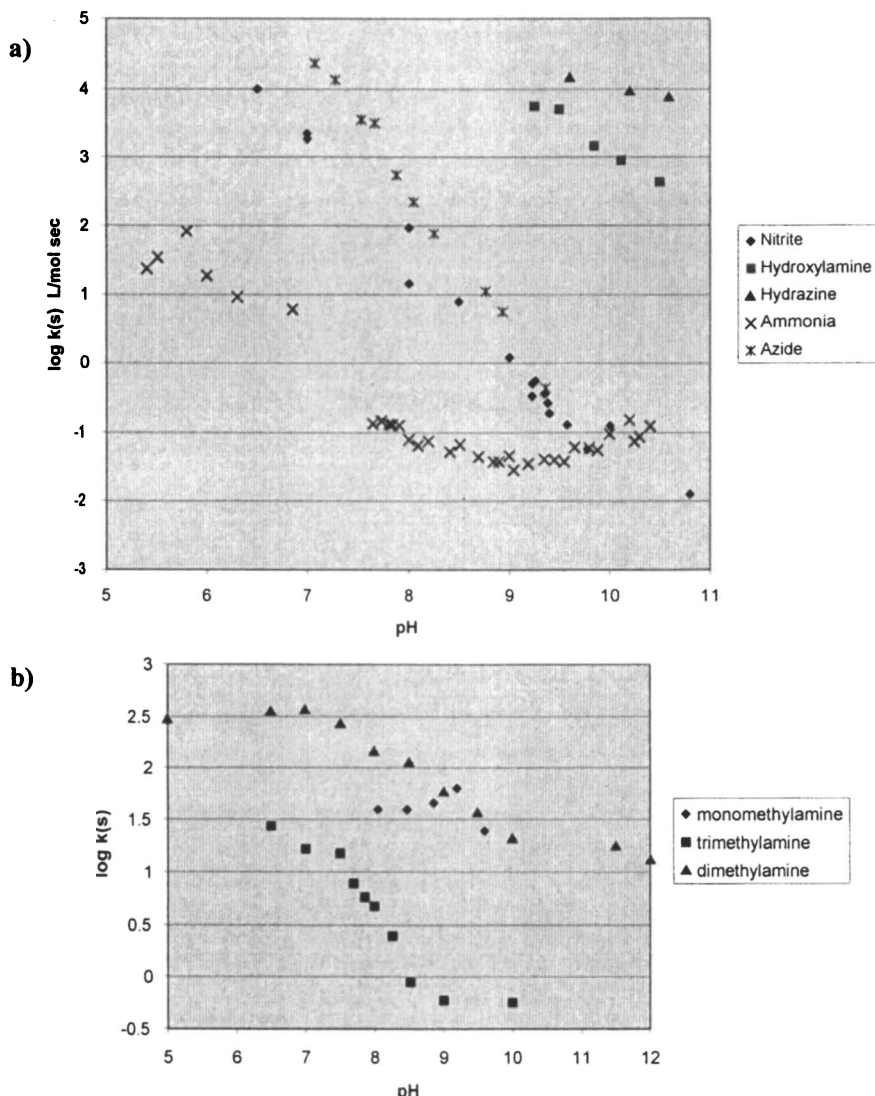 a)
5
4
3
2
1
0
-1
-2
-3
log k(s) L/mol sec
5 6 7 8 9 10 11
pH
Nitrite
Hydroxylamine
Hydrazine
Ammonia
Azide
b)
3
2.5
2
1.5
1
0.5
0
-0.5
log k(s)
5 6 7 8 9 10 11 12
pH
monomethylamine
trimethylamine
dimethylamine